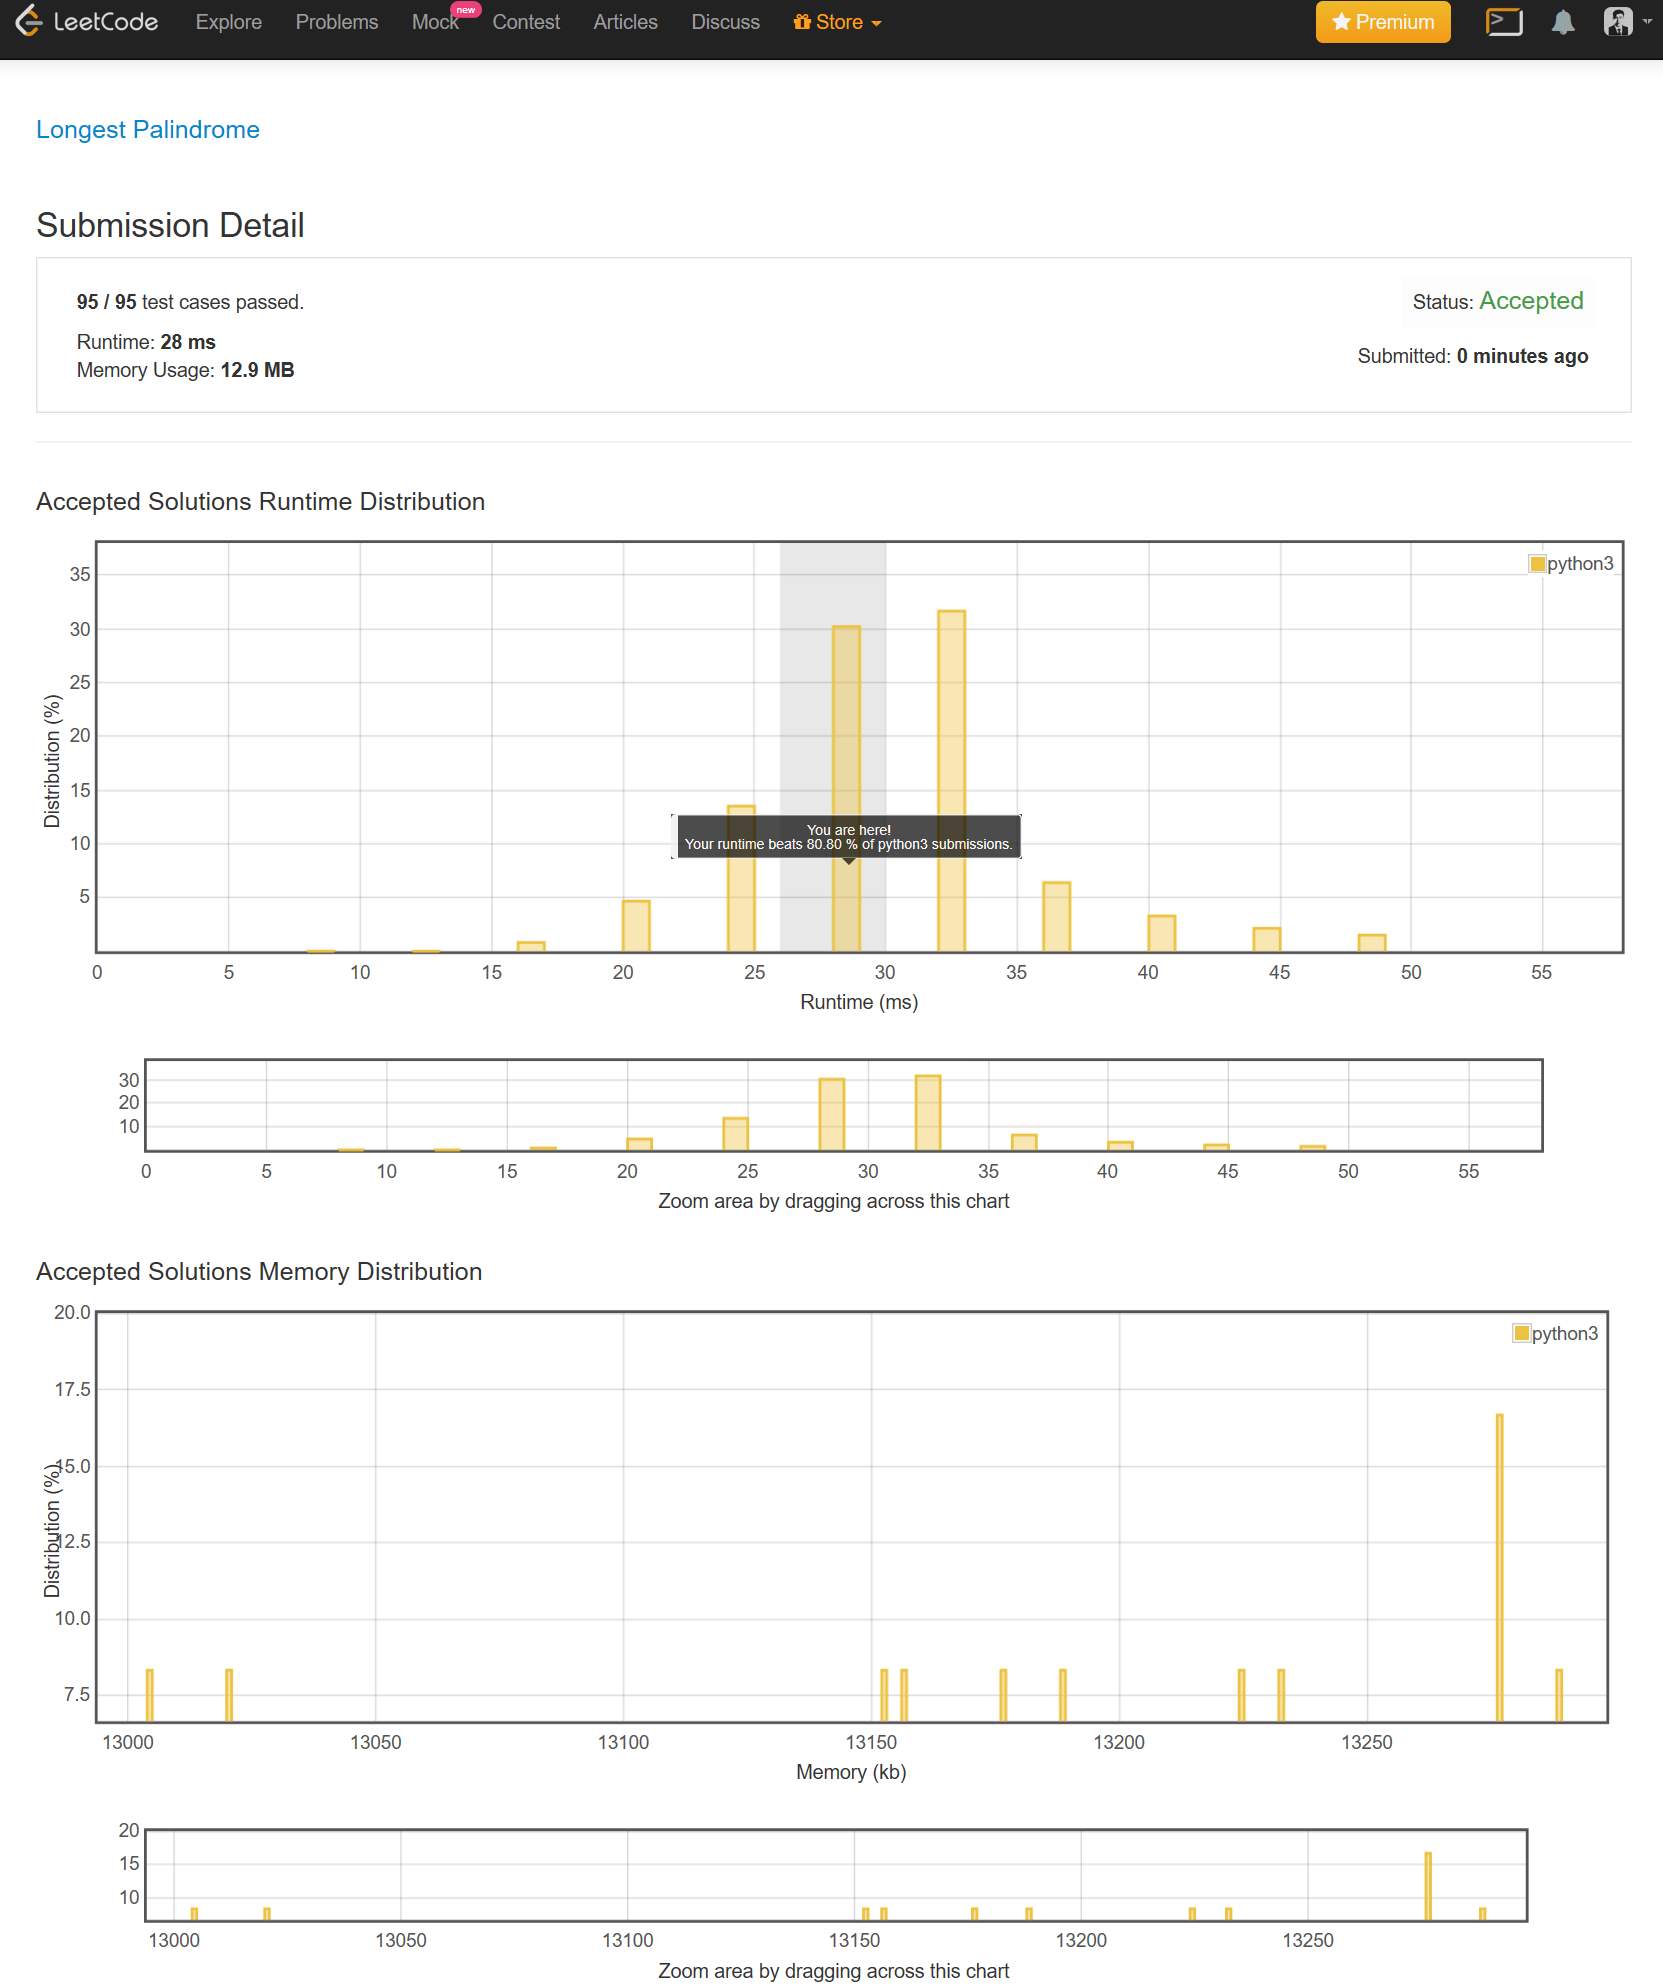 LeetCode Explore Problems Mock new Contest Articles Discuss Store Premium
Longest Palindrome
Submission Detail
95 / 95 test cases passed.
Status: Accepted
Runtime: 28 ms
Submitted: 0 minutes ago
Memory Usage: 12.9 MB
Accepted Solutions Runtime Distribution
python3
35
30
25
20
15
10
5
Distribution (%)
You are here!
Your runtime beats 80.80 % of python3 submissions.
0 5 10 15 20 25 30 35 40 45 50 55
Runtime (ms)
30
20
10
0 5 10 15 20 25 30 35 40 45 50 55
Zoom area by dragging across this chart
Accepted Solutions Memory Distribution
python3
20.0
17.5
15.0
12.5
10.0
7.5
Distribution (%)
13000 13050 13100 13150 13200 13250
Memory (kb)
20
15
10
13000 13050 13100 13150 13200 13250
Zoom area by dragging across this chart